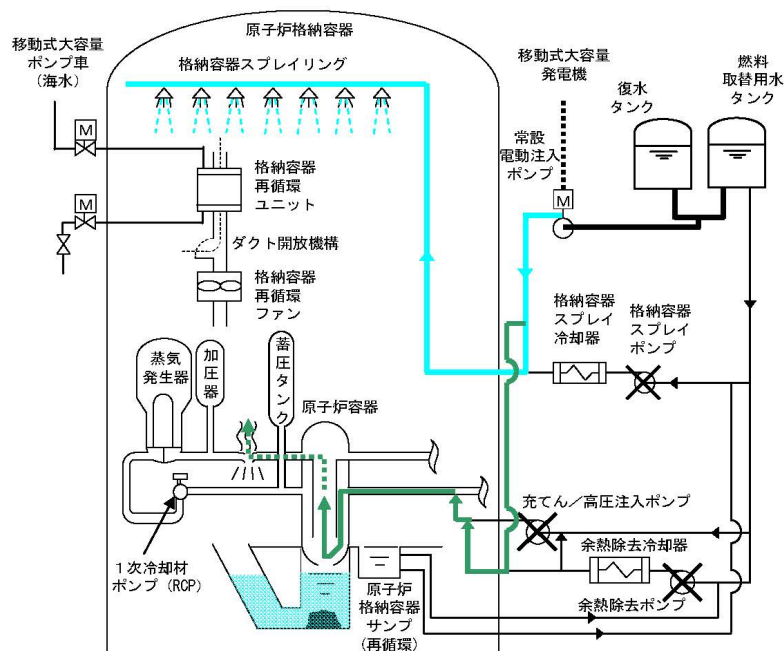 原子炉格納容器
移動式大容量
ポンプ車
(海水)
格納容器スプレイリング
移動式大容量
発電機
復水
タンク
燃料
取替用水
タンク
M
常設
電動注入
ポンプ
M
格納容器
再循環
ユニット
M
ダクト開放機構
格納容器
再循環
ファン
格納容器
スプレイ
冷却器
格納容器
スプレイ
ポンプ
蒸気
発生器
加圧器
蓄圧タンク
原子炉容器
充てん/高圧注入ポンプ
余熱除去冷却器
1次冷却材
ポンプ(RCP)
原子炉
格納容器
サンプ
(再循環)
余熱除去ポンプ